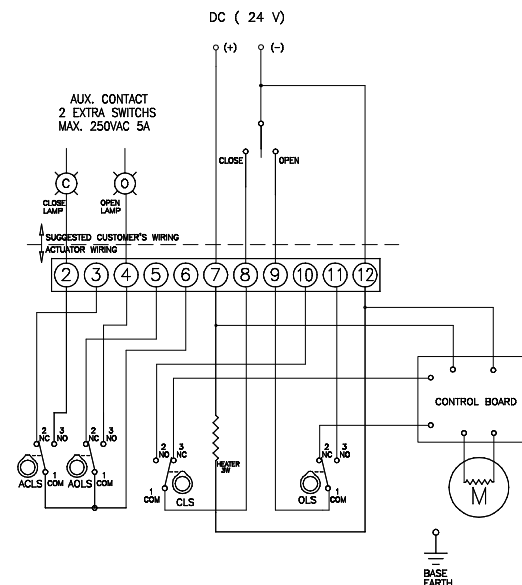 DC ( 24 V)
(+) (-)
AUX. CONTACT
2 EXTRA SWITCHS
MAX. 250VAC 5A
CLOSE OPEN
C O
CLOSE LAMP
OPEN LAMP
SUGGESTED CUSTOMER'S WIRING
ACTUATOR WIRING
2 3 4 5 6 7 8 9 10 11 12
CONTROL BOARD
2 NC 3 NO 1 COM ACLS
2 NC 3 NO 1 COM AOLS
2 NO 3 NC 1 COM CLS
HEATER
3W
2 NC 3 NO 1 COM OLS
M
BASE
EARTH